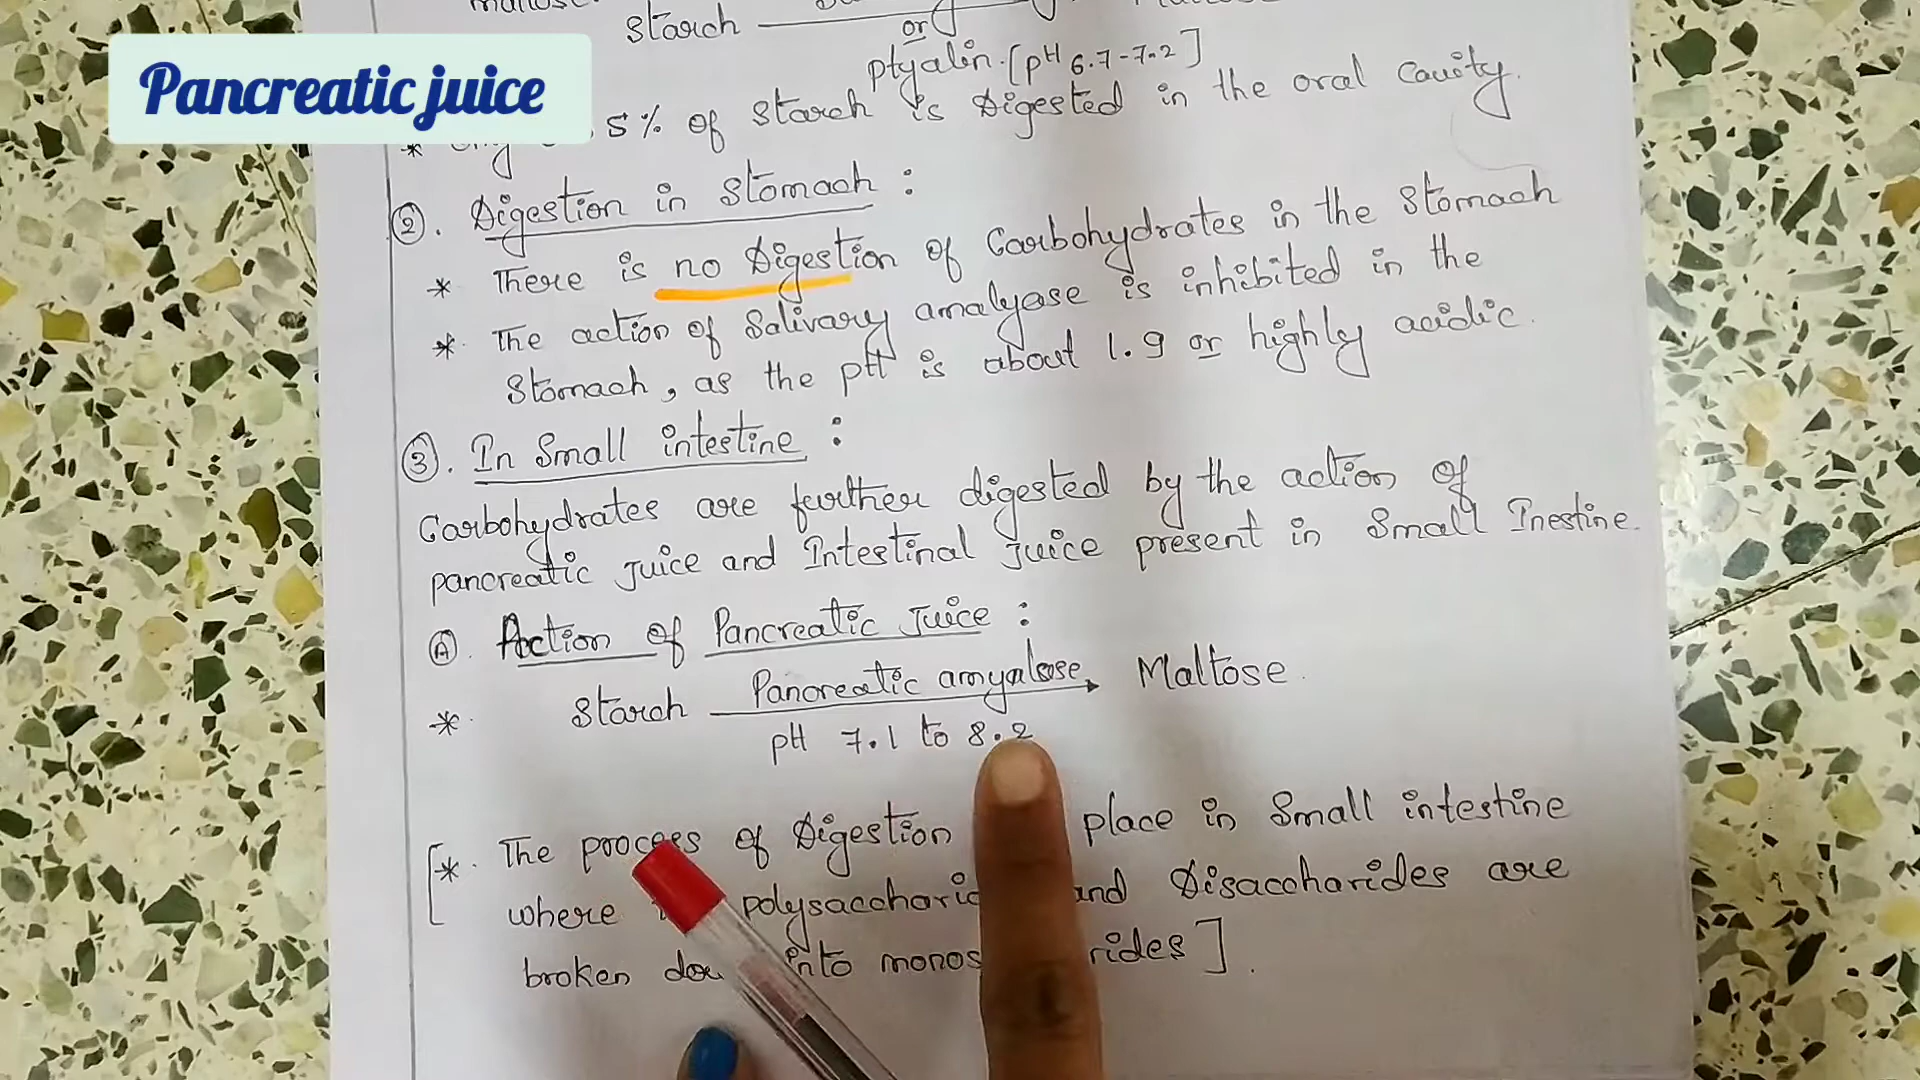 starch
or
ptyalin. [pH 6.7-7.2]
Pancreatic juice
* 5% of starch is Digested in the oral cavity.
②. Digestion in Stomach :
* There is no Digestion of Carbohydrates in the Stomach
* The action of Salivary amalyase is inhibited in the
Stomach, as the pH is about 1.9 or highly acidic.
③. In Small intestine :
Carbohydrates are further digested by the action of
pancreatic Juice and Intestinal Juice present in Small Inestine.
Ⓐ. Action of Pancreatic Juice :
* Starch Pancreatic amyalase Maltose.
pH 7.1 to 8.2
[*. The process of Digestion place in Small intestine
where and Disaccharides are
broken into ].